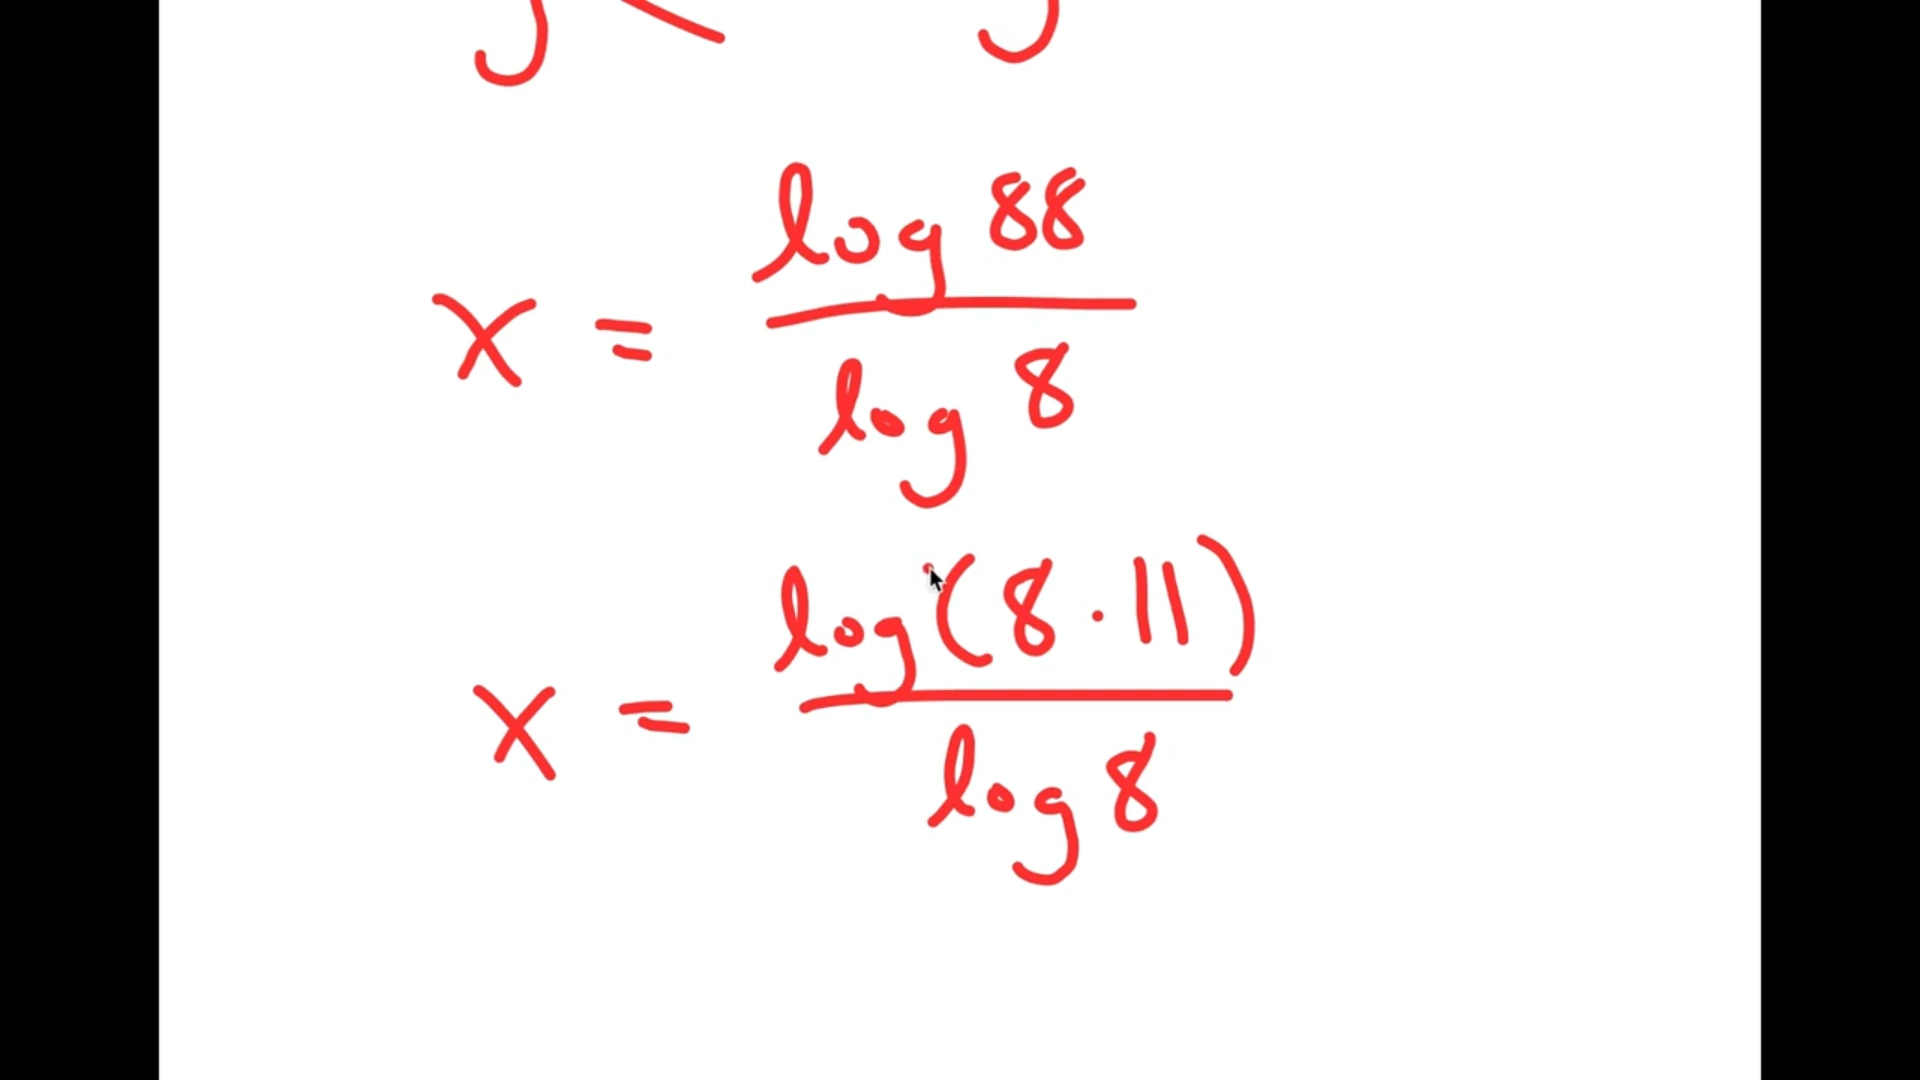 x = log 88 / log 8
x = log(8 · 11) / log 8